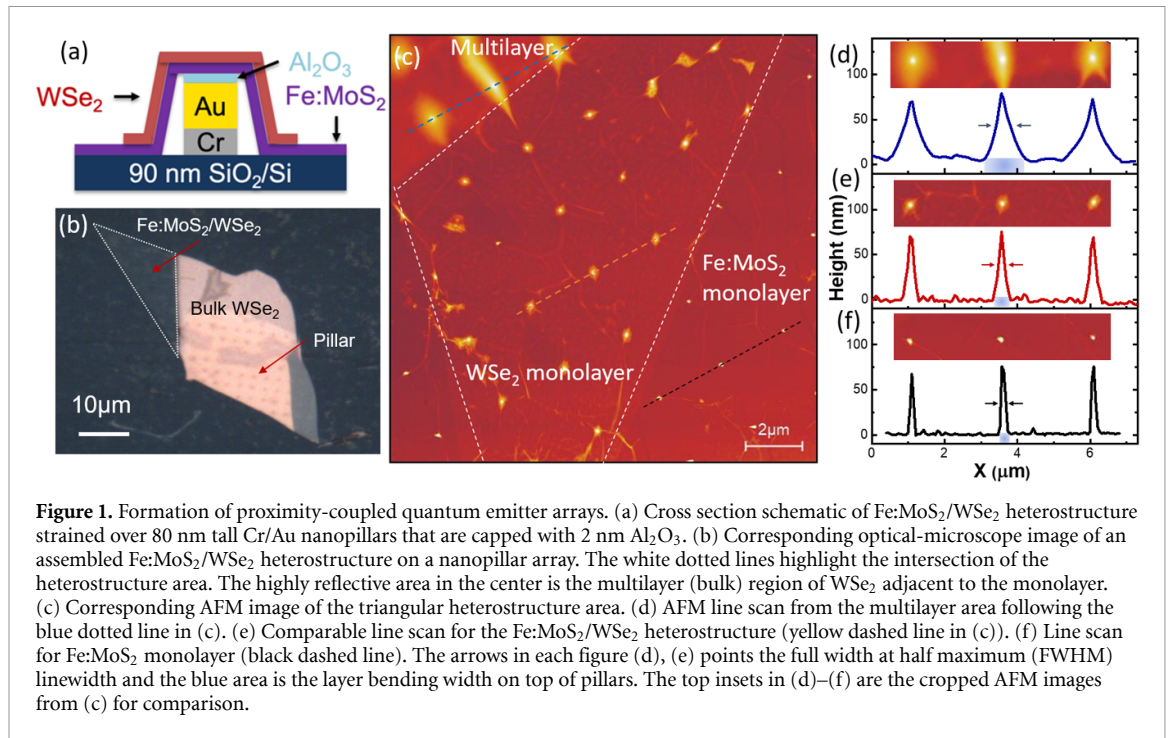 (a)
Al₂O₃
WSe₂
Fe:MoS₂
Au
Cr
90 nm SiO₂/Si
(b)
Fe:MoS₂/WSe₂
Bulk WSe₂
Pillar
10μm
(c)
Multilayer
Fe:MoS₂
monolayer
WSe₂ monolayer
2μm
Height (nm)
(d)
100
50
0
(e)
100
50
0
(f)
100
50
0
0 2 4 6
X (μm)
Figure 1. Formation of proximity-coupled quantum emitter arrays. (a) Cross section schematic of Fe:MoS₂/WSe₂ heterostructure
strained over 80 nm tall Cr/Au nanopillars that are capped with 2 nm Al₂O₃. (b) Corresponding optical-microscope image of an
assembled Fe:MoS₂/WSe₂ heterostructure on a nanopillar array. The white dotted lines highlight the intersection of the
heterostructure area. The highly reflective area in the center is the multilayer (bulk) region of WSe₂ adjacent to the monolayer.
(c) Corresponding AFM image of the triangular heterostructure area. (d) AFM line scan from the multilayer area following the
blue dotted line in (c). (e) Comparable line scan for the Fe:MoS₂/WSe₂ heterostructure (yellow dashed line in (c)). (f) Line scan
for Fe:MoS₂ monolayer (black dashed line). The arrows in each figure (d), (e) points the full width at half maximum (FWHM)
linewidth and the blue area is the layer bending width on top of pillars. The top insets in (d)–(f) are the cropped AFM images
from (c) for comparison.